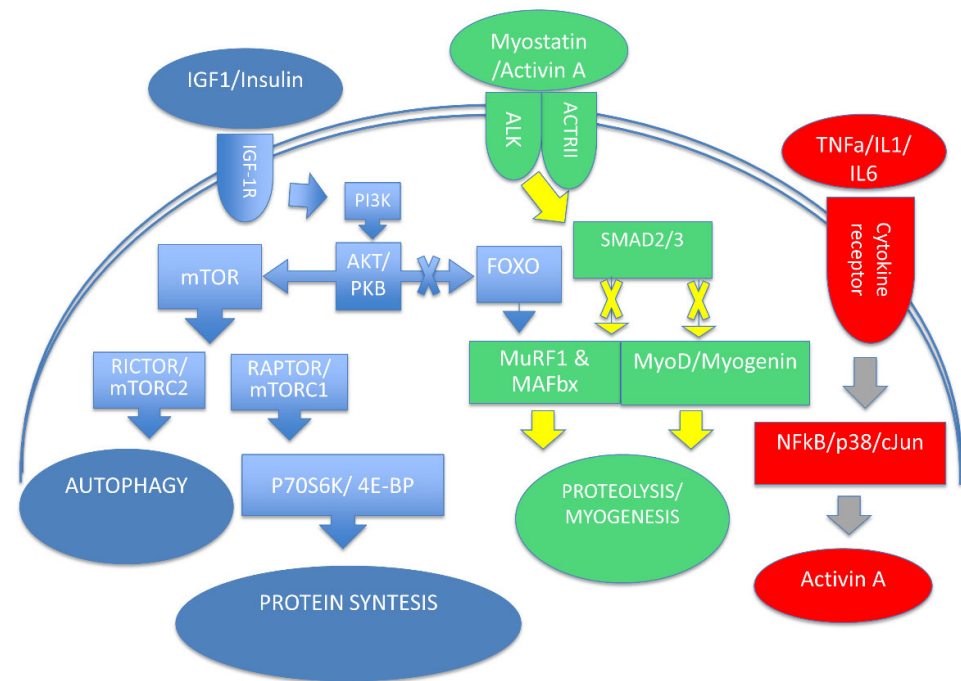 Myostatin
/Activin A
IGF1/Insulin
ALK
ACTRII
TNFa/IL1/
IL6
IGF-1R
PI3K
SMAD2/3
Cytokine
receptor
mTOR
AKT/
PKB
FOXO
RICTOR/
mTORC2
RAPTOR/
mTORC1
MuRF1 &
MAFbx
MyoD/Myogenin
NFkB/p38/cJun
AUTOPHAGY
P70S6K/ 4E-BP
PROTEOLYSIS/
MYOGENESIS
Activin A
PROTEIN SYNTESIS